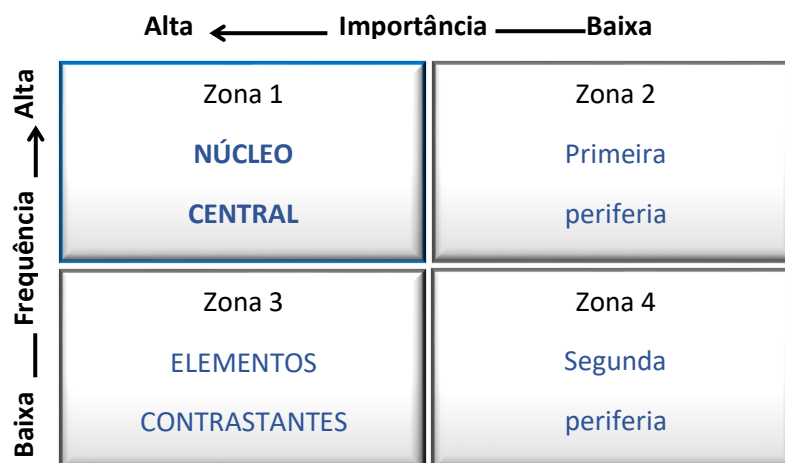 Alta Importância Baixa
Alta
Frequência
Baixa
Zona 1
NÚCLEO
CENTRAL
Zona 2
Primeira
periferia
Zona 3
ELEMENTOS
CONTRASTANTES
Zona 4
Segunda
periferia